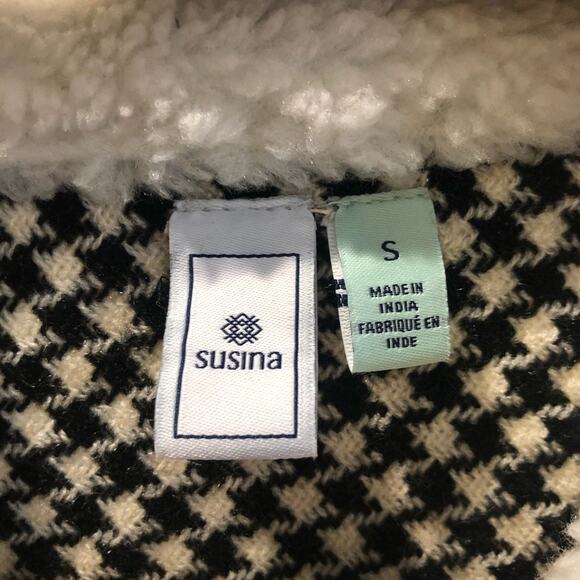 susina
S
MADE IN
INDIA
FABRIQUÉ EN
INDE